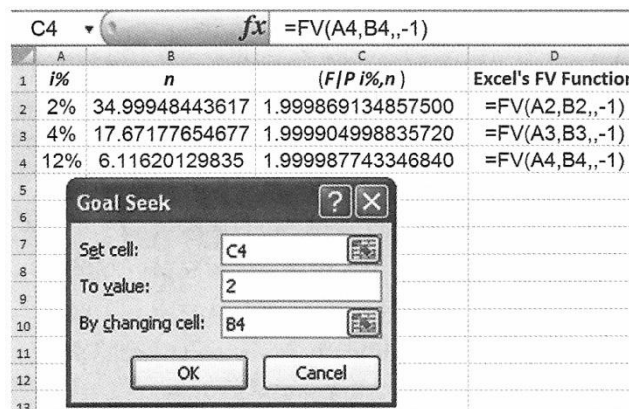 C4 fx =FV(A4,B4,,-1)
A B C D
1 i% n (F|P i%,n) Excel's FV Function
2 2% 34.99948443617 1.999869134857500 =FV(A2,B2,,-1)
3 4% 17.67177654677 1.999904998835720 =FV(A3,B3,,-1)
4 12% 6.11620129835 1.999987743346840 =FV(A4,B4,,-1)
5
Goal Seek ? X
6
7
Set cell: C4
8
To value: 2
9
10 By changing cell: B4
11
OK Cancel
12
13